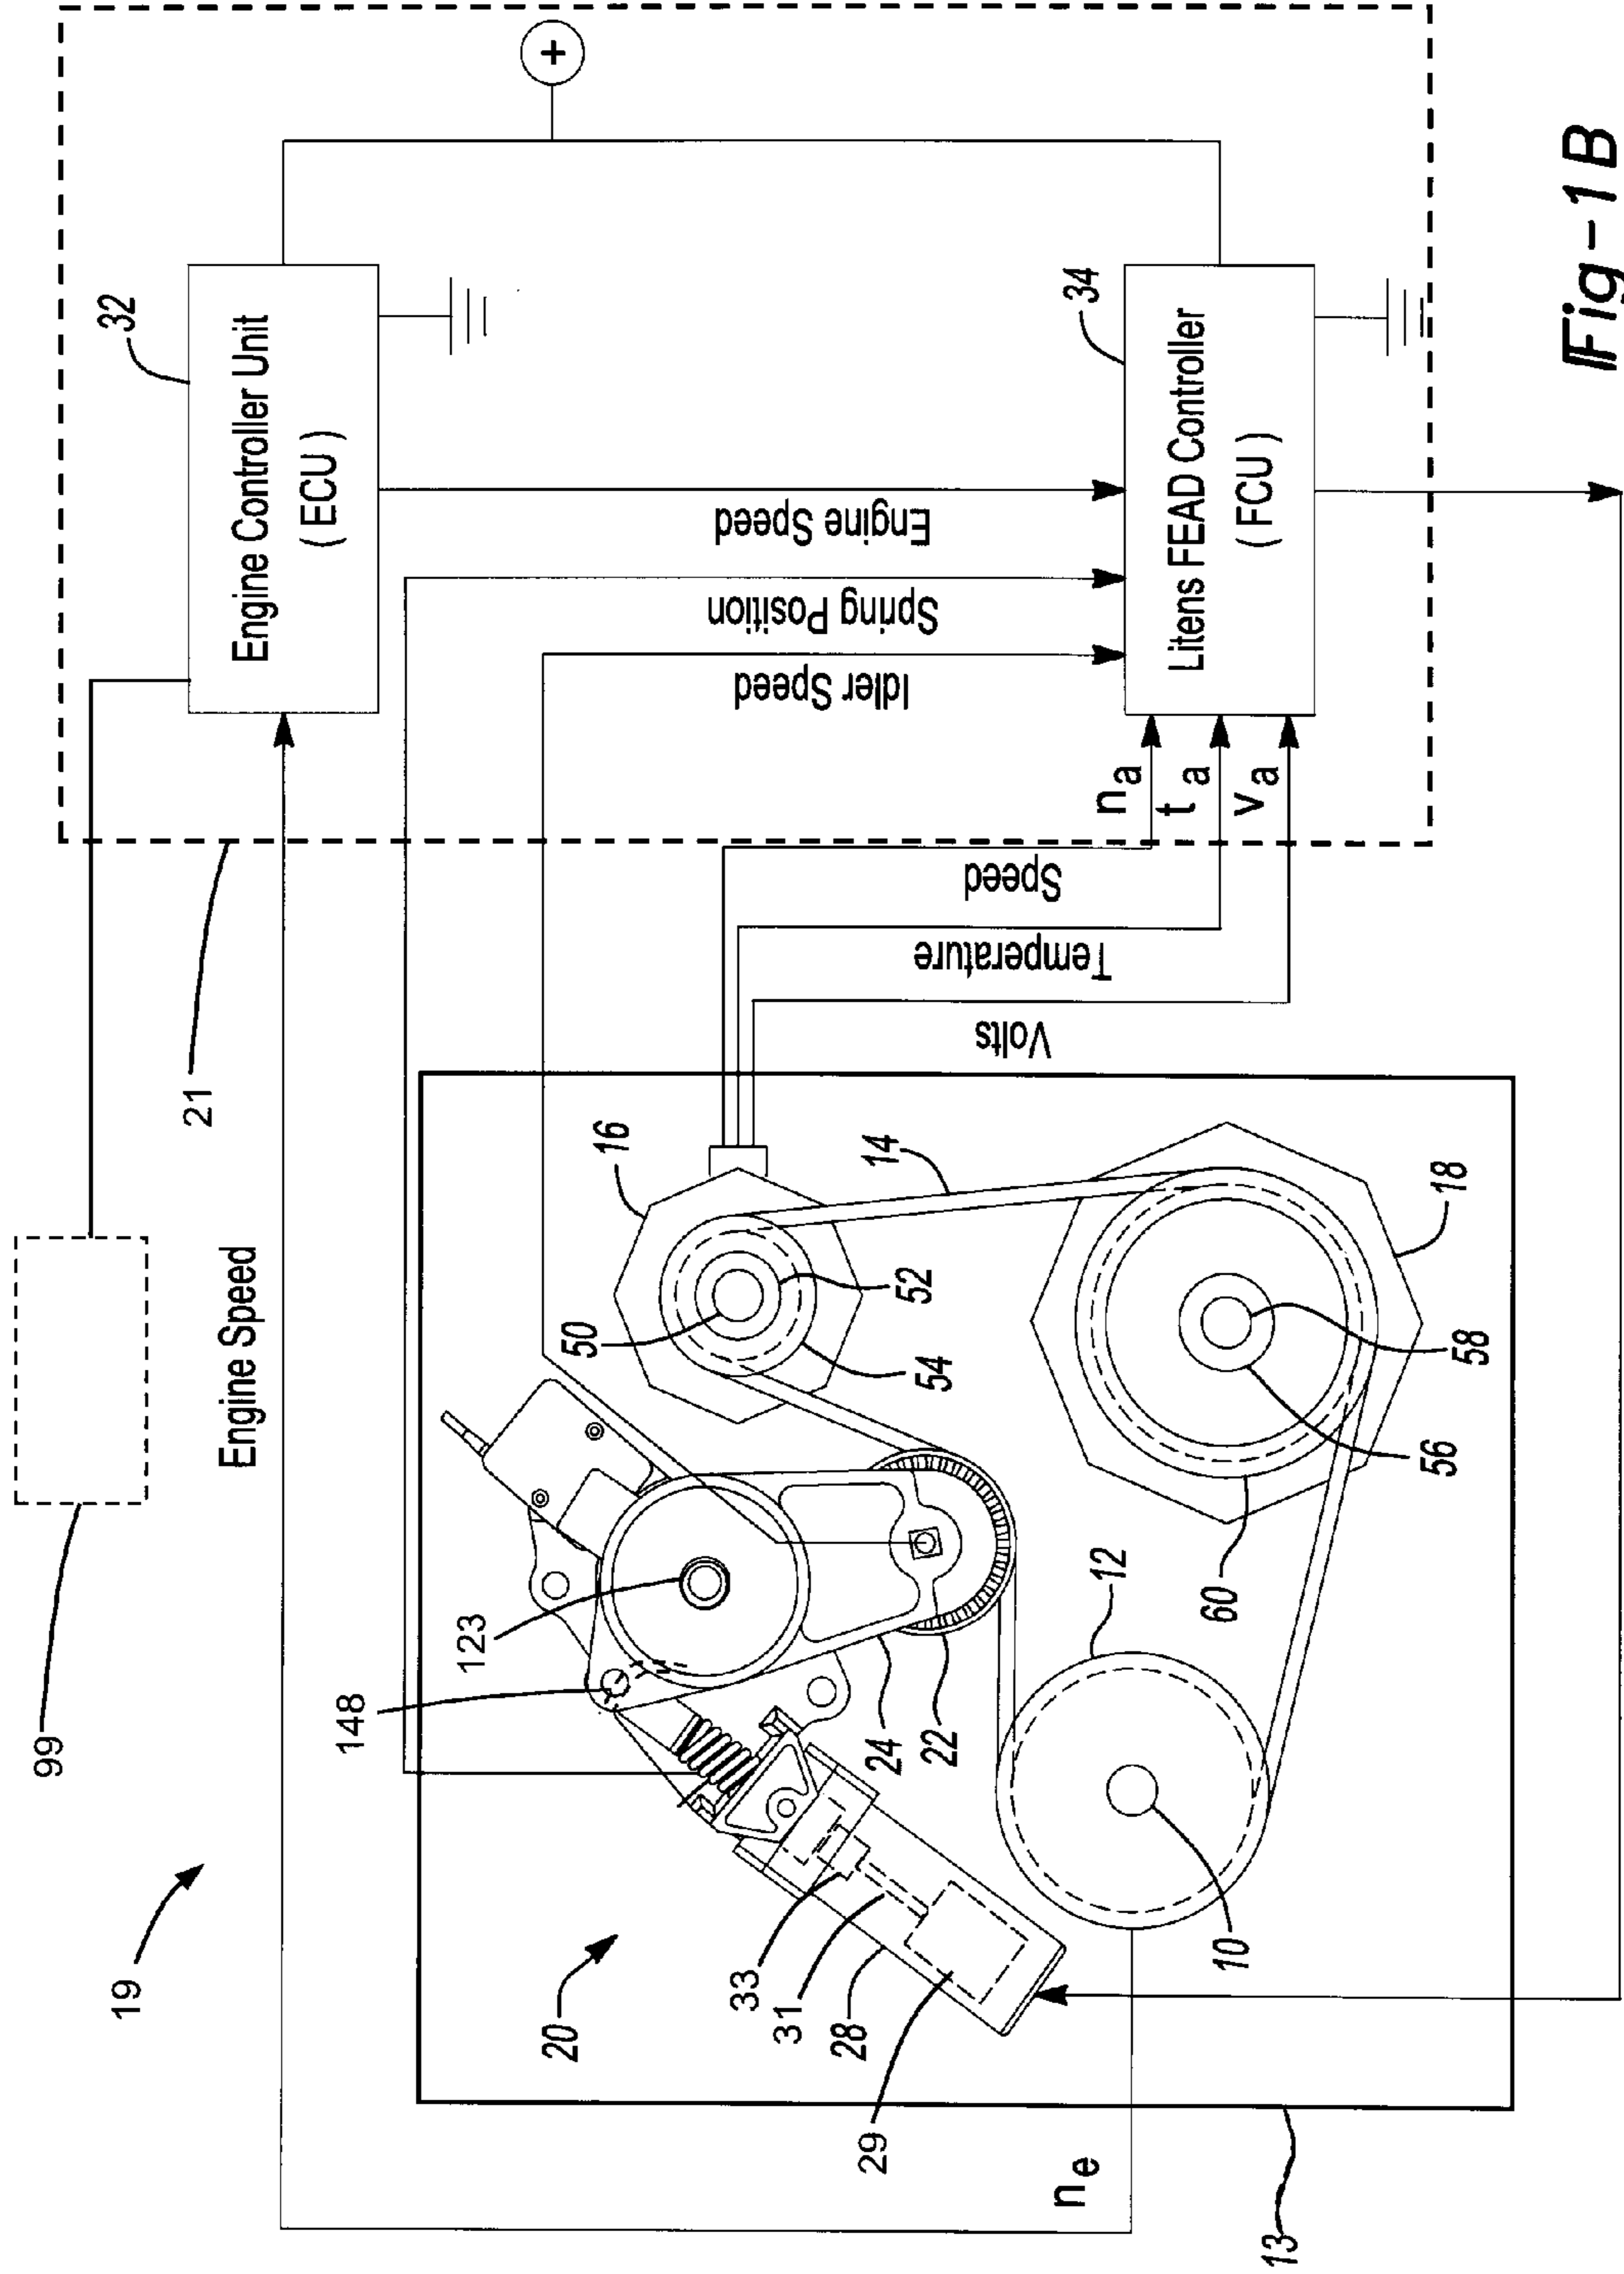 99
19
Engine Speed
21
32
Engine Controller Unit
( ECU )
+
Engine Speed
Spring Position
Idler Speed
34
Litens FEAD Controller
( FCU )
n a
t a
v a
Speed
Temperature
Volts
148
123
20
33
31
28
29
24
22
50
52
54
16
14
12
10
60
56
58
18
n e
13
Fig-1B